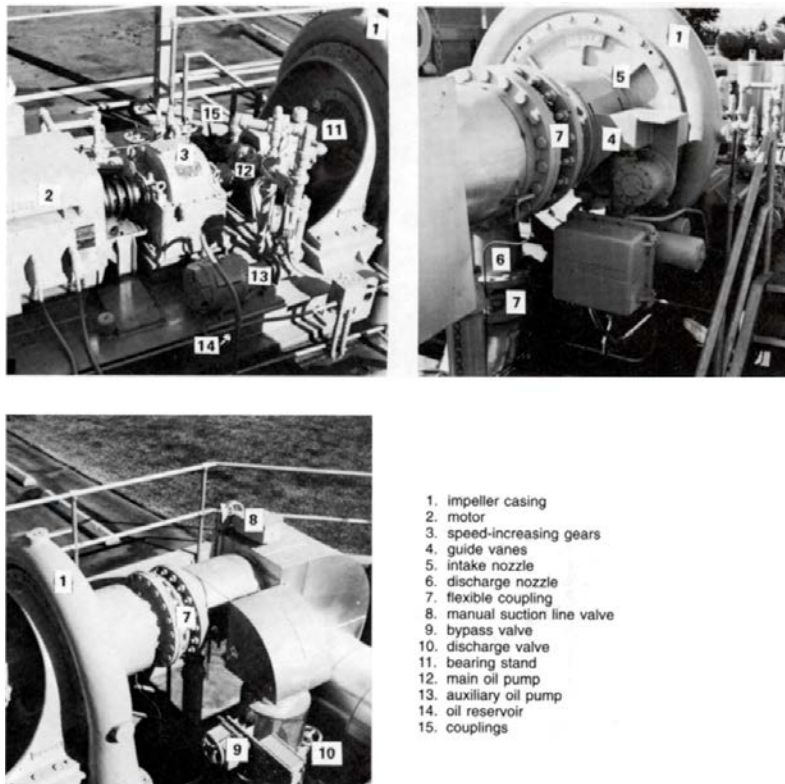 1
15
11
3
12
2
13
14
1
5
7
4
6
7
8
1
7
9
10
1. impeller casing
2. motor
3. speed-increasing gears
4. guide vanes
5. intake nozzle
6. discharge nozzle
7. flexible coupling
8. manual suction line valve
9. bypass valve
10. discharge valve
11. bearing stand
12. main oil pump
13. auxiliary oil pump
14. oil reservoir
15. couplings